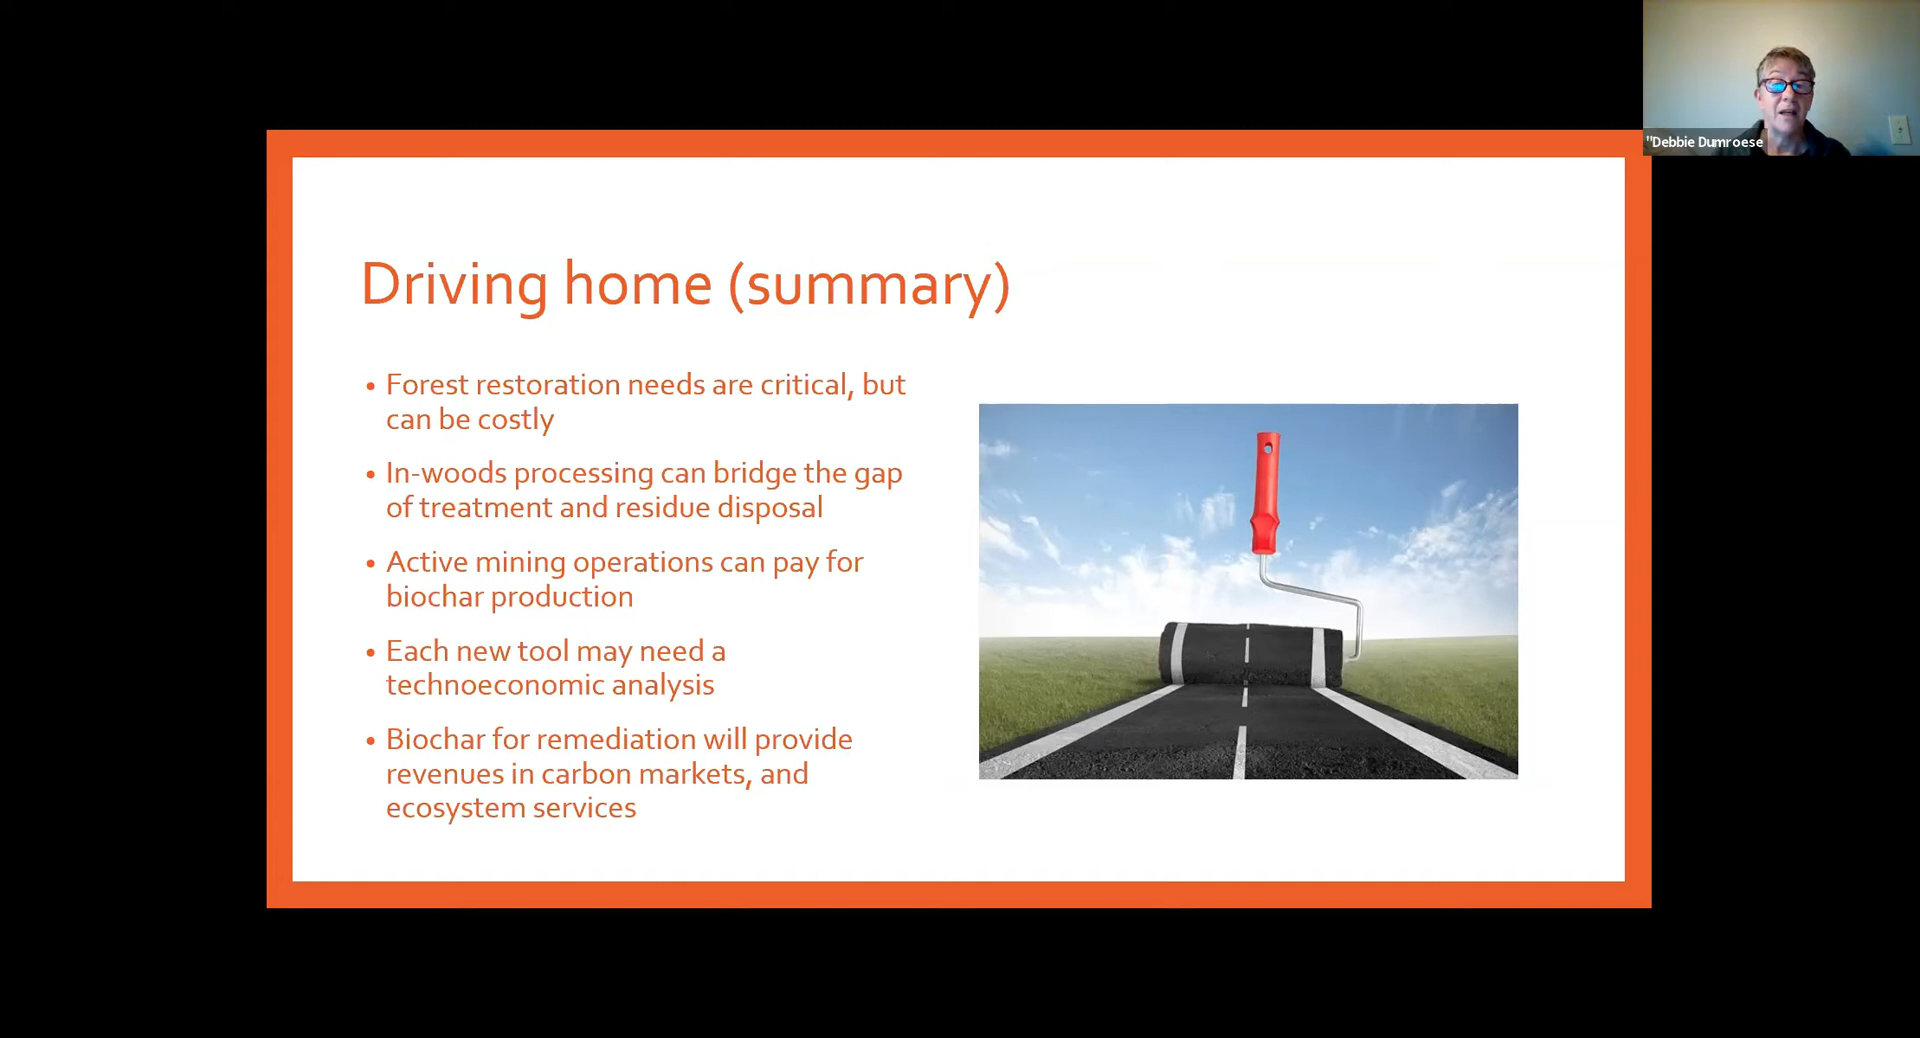 "Debbie Dumroese
Driving home (summary)
• Forest restoration needs are critical, but
can be costly
• In-woods processing can bridge the gap
of treatment and residue disposal
• Active mining operations can pay for
biochar production
• Each new tool may need a
technoeconomic analysis
• Biochar for remediation will provide
revenues in carbon markets, and
ecosystem services